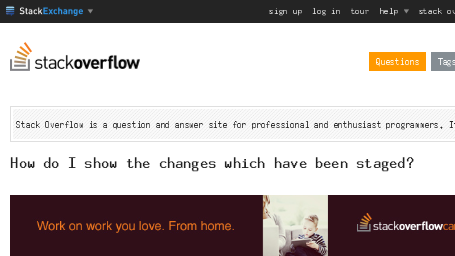 StackExchange sign up log in tour help stack
stackoverflow
Questions Tags
Stack Overflow is a question and answer site for professional and enthusiast programmers.
How do I show the changes which have been staged?
Work on work you love. From home. stackoverflow